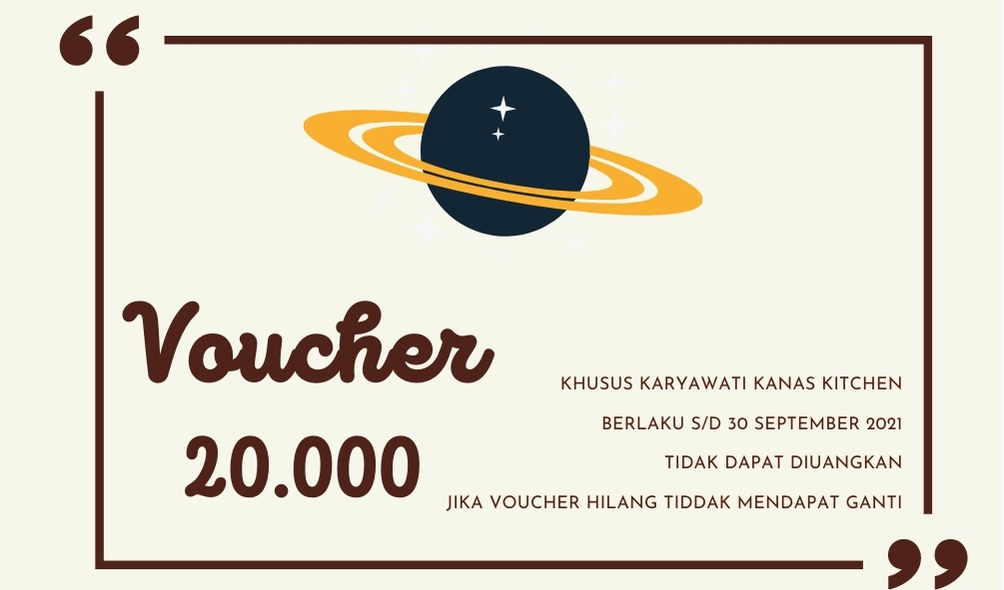 Voucher
20.000
KHUSUS KARYAWATI KANAS KITCHEN
BERLAKU S/D 30 SEPTEMBER 2021
TIDAK DAPAT DIUANGKAN
JIKA VOUCHER HILANG TIDDAK MENDAPAT GANTI